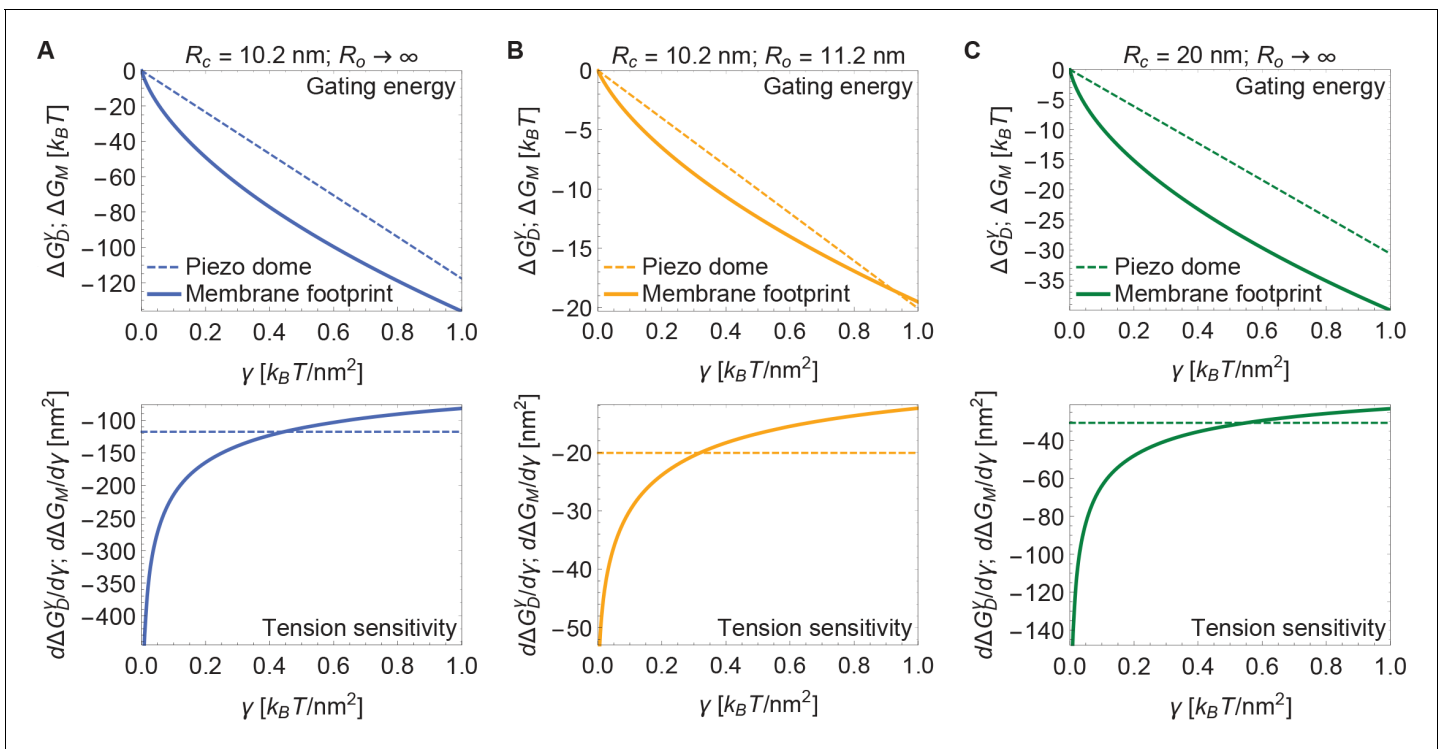 A
R_c = 10.2 nm; R_o → ∞
Gating energy
ΔG_D^γ; ΔG_M [k_BT]
0
−20
−40
−60
−80
−100
−120
Piezo dome
Membrane footprint
0.0 0.2 0.4 0.6 0.8 1.0
γ [k_BT/nm²]
B
R_c = 10.2 nm; R_o = 11.2 nm
Gating energy
ΔG_D^γ; ΔG_M [k_BT]
0
−5
−10
−15
−20
Piezo dome
Membrane footprint
0.0 0.2 0.4 0.6 0.8 1.0
γ [k_BT/nm²]
C
R_c = 20 nm; R_o → ∞
Gating energy
ΔG_D^γ; ΔG_M [k_BT]
0
−5
−10
−15
−20
−25
−30
−35
Piezo dome
Membrane footprint
0.0 0.2 0.4 0.6 0.8 1.0
γ [k_BT/nm²]
dΔG_D^γ/dγ; dΔG_M/dγ [nm²]
−100
−150
−200
−250
−300
−350
−400
Tension sensitivity
0.0 0.2 0.4 0.6 0.8 1.0
γ [k_BT/nm²]
dΔG_D^γ/dγ; dΔG_M/dγ [nm²]
−20
−30
−40
−50
Tension sensitivity
0.0 0.2 0.4 0.6 0.8 1.0
γ [k_BT/nm²]
dΔG_D^γ/dγ; dΔG_M/dγ [nm²]
−40
−60
−80
−100
−120
−140
Tension sensitivity
0.0 0.2 0.4 0.6 0.8 1.0
γ [k_BT/nm²]